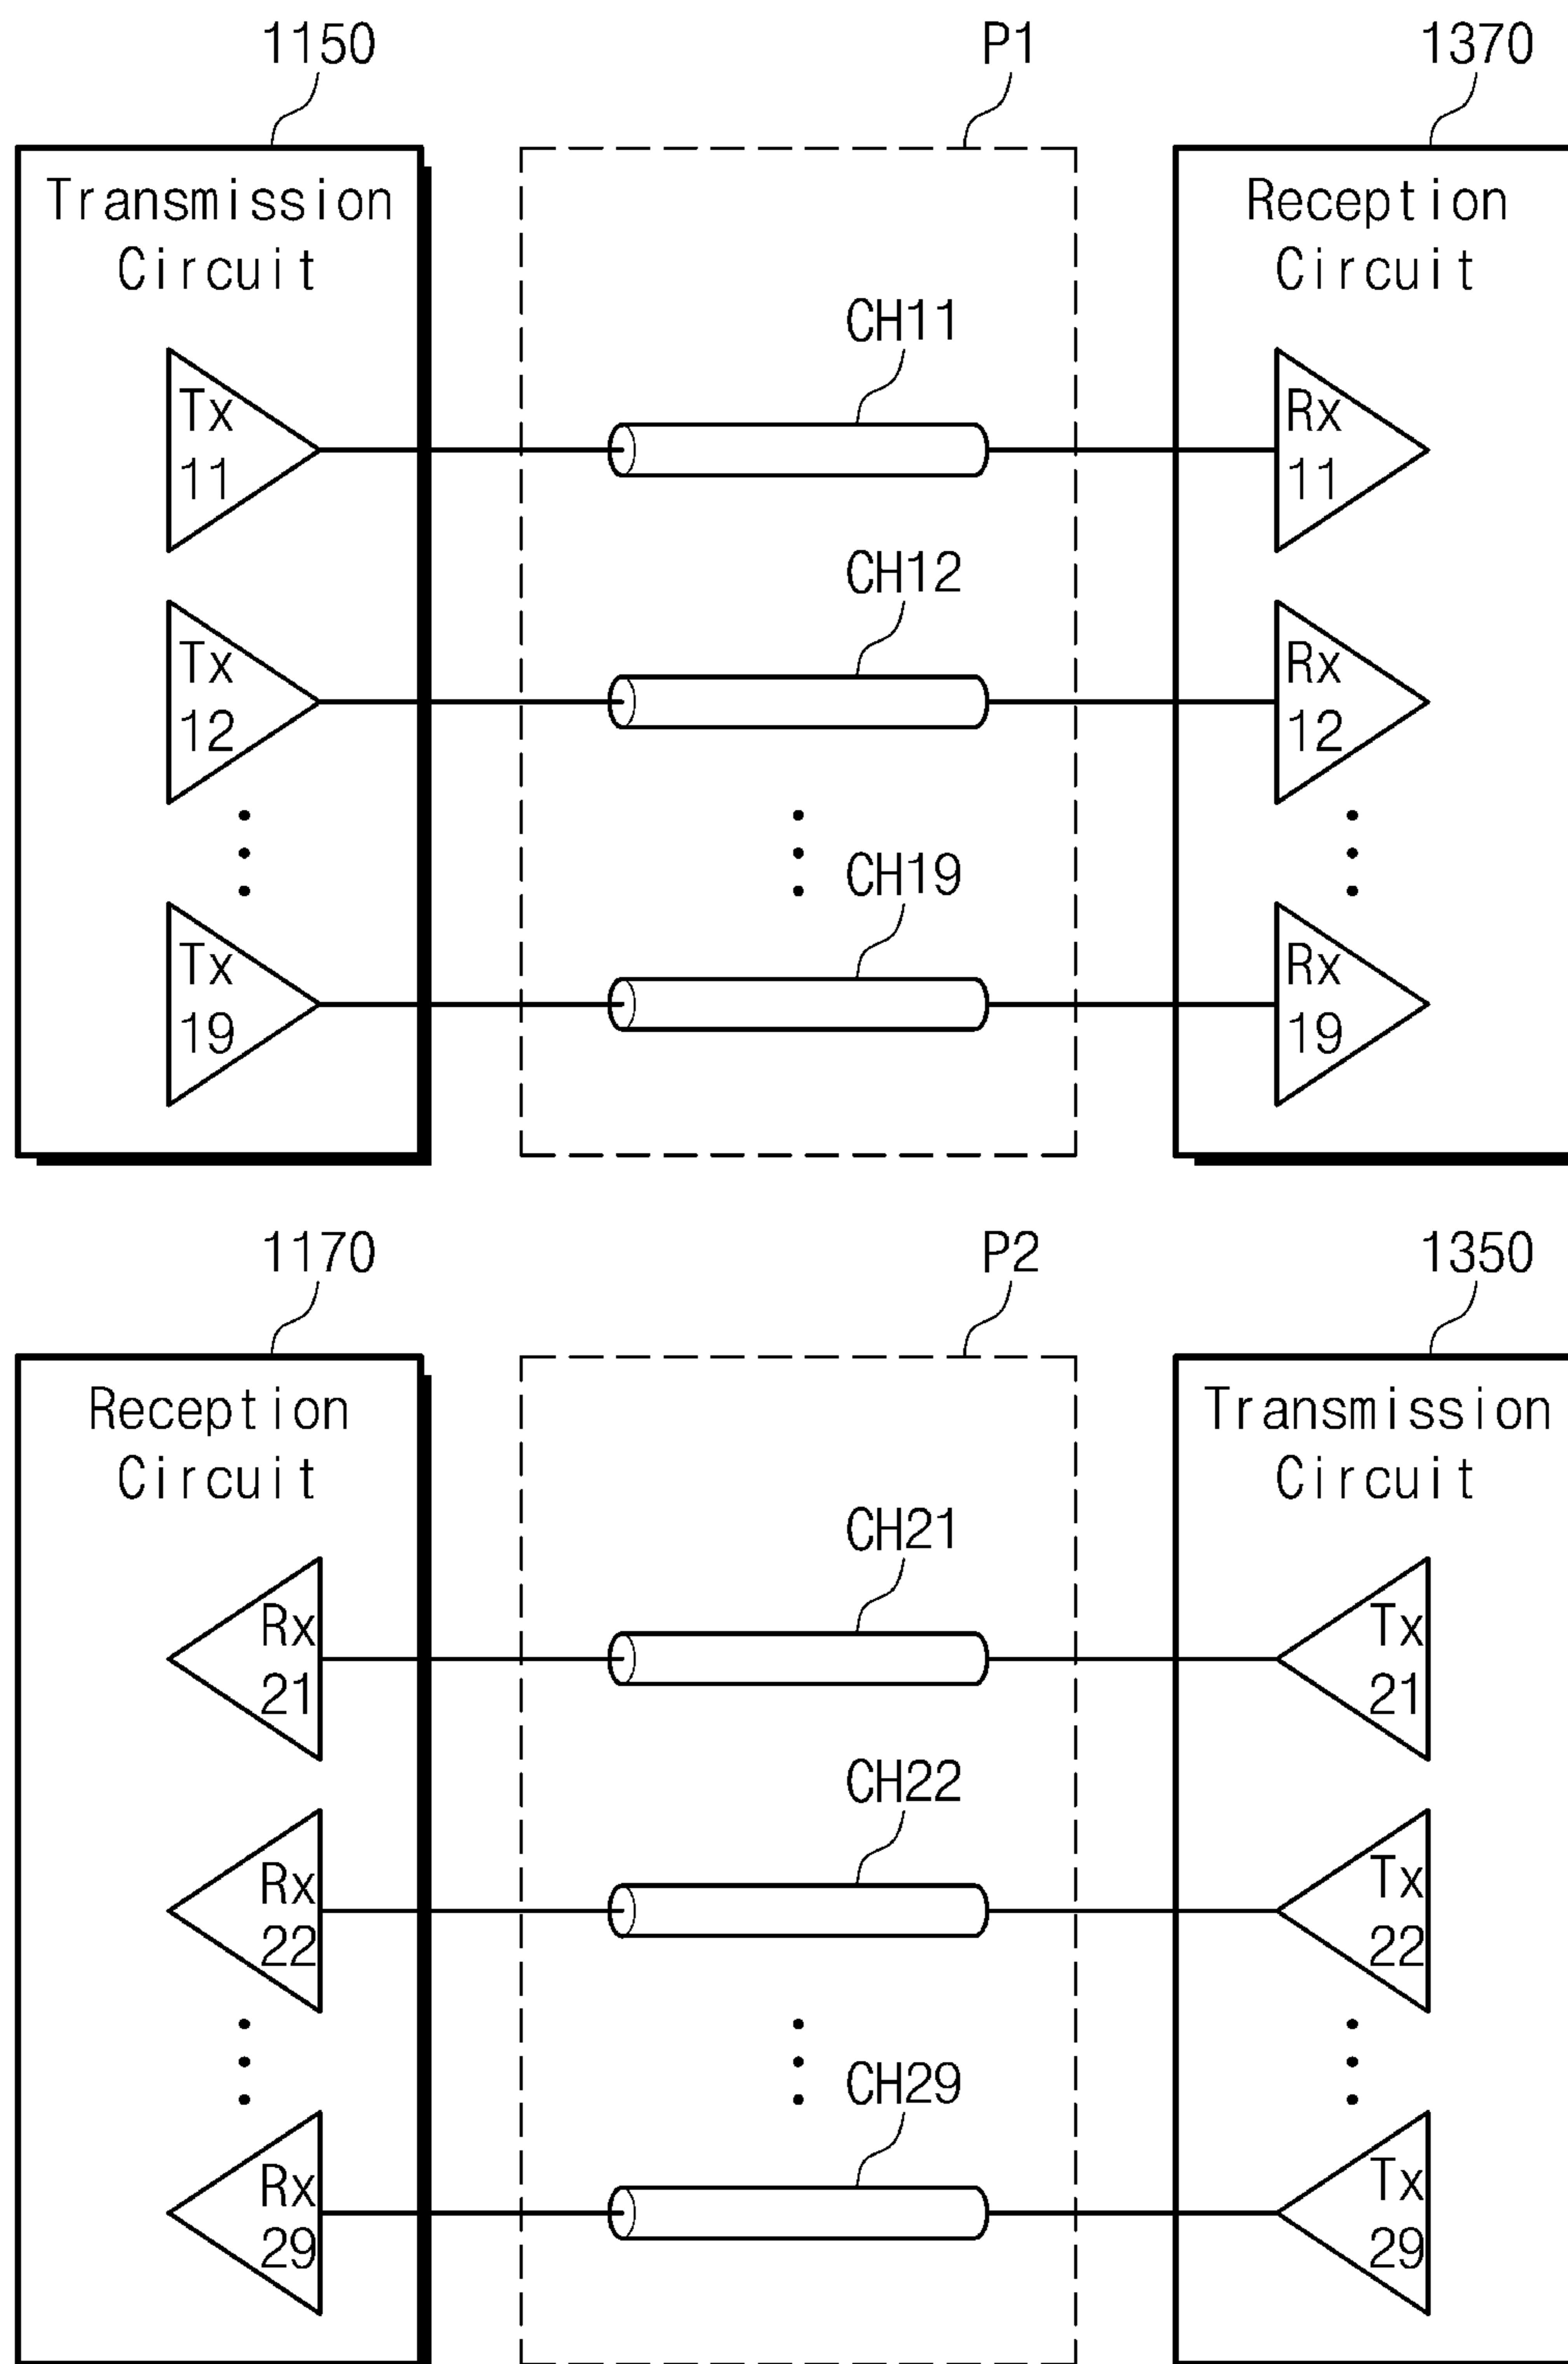 1150
P1
1370
Transmission
Circuit
Reception
Circuit
CH11
Tx
11
Rx
11
CH12
Tx
12
Rx
12
CH19
Tx
19
Rx
19
1170
P2
1350
Reception
Circuit
Transmission
Circuit
CH21
Rx
21
Tx
21
CH22
Rx
22
Tx
22
CH29
Rx
29
Tx
29